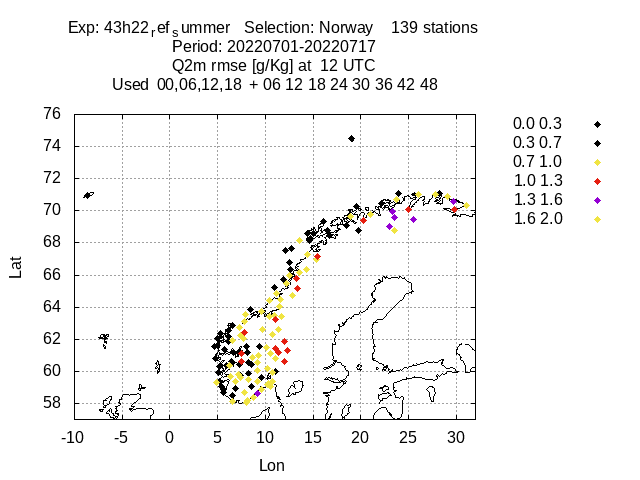 Exp: 43h22refsummer   Selection: Norway    139 stations
Period: 20220701-20220717
Q2m rmse [g/Kg] at  12 UTC
Used  00,06,12,18  + 06 12 18 24 30 36 42 48
0.0 0.3
0.3 0.7
0.7 1.0
1.0 1.3
1.3 1.6
1.6 2.0
76
74
72
70
68
66
64
62
60
58
Lat
-10 -5 0 5 10 15 20 25 30
Lon